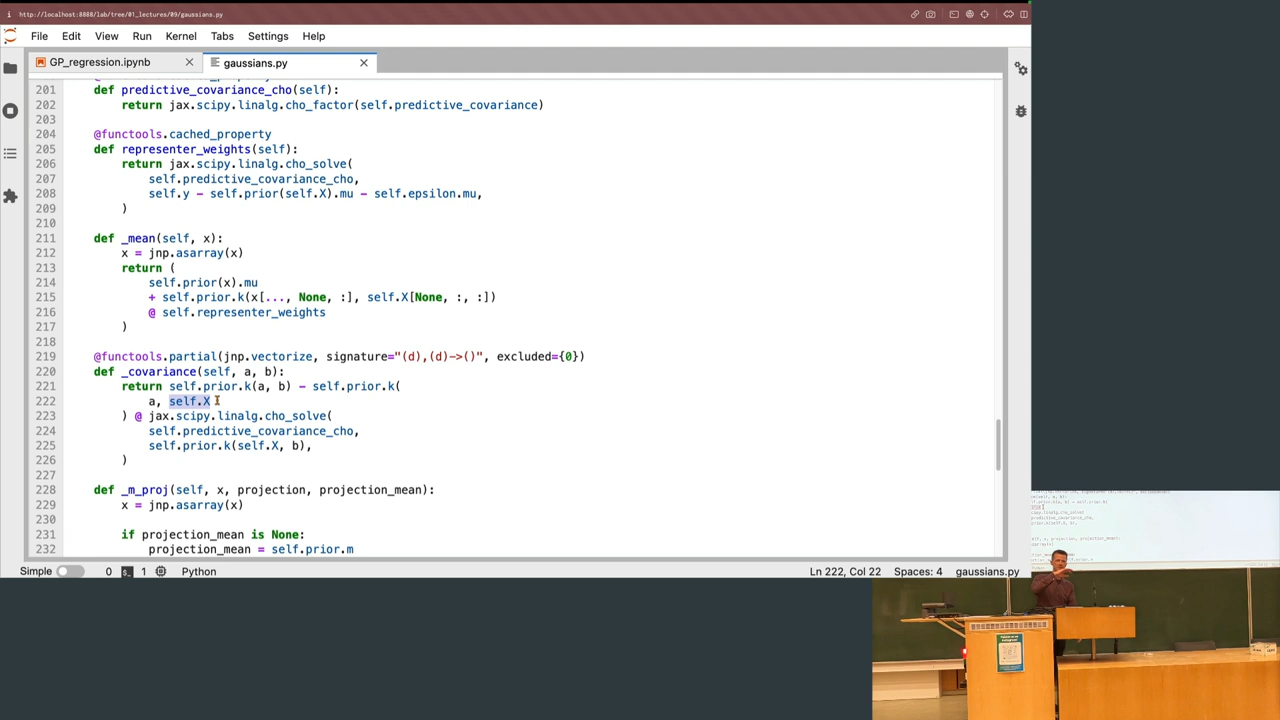 http://localhost:8888/lab/tree/01_lectures/09/gaussians.py
File Edit View Run Kernel Tabs Settings Help
GP_regression.ipynb
gaussians.py
201 def predictive_covariance_cho(self):
202 return jax.scipy.linalg.cho_factor(self.predictive_covariance)
203
204 @functools.cached_property
205 def representer_weights(self):
206 return jax.scipy.linalg.cho_solve(
207 self.predictive_covariance_cho,
208 self.y - self.prior(self.X).mu - self.epsilon.mu,
209 )
210
211 def _mean(self, x):
212 x = jnp.asarray(x)
213 return (
214 self.prior(x).mu
215 + self.prior.k(x[..., None, :], self.X[None, :, :])
216 @ self.representer_weights
217 )
218
219 @functools.partial(jnp.vectorize, signature="(d),(d)->()", excluded={0})
220 def _covariance(self, a, b):
221 return self.prior.k(a, b) - self.prior.k(
222 a, self.X
223 ) @ jax.scipy.linalg.cho_solve(
224 self.predictive_covariance_cho,
225 self.prior.k(self.X, b),
226 )
227
228 def _m_proj(self, x, projection, projection_mean):
229 x = jnp.asarray(x)
230
231 if projection_mean is None:
232 projection_mean = self.prior.m
Simple 0 1 Python Ln 222, Col 22 Spaces: 4 gaussians.py